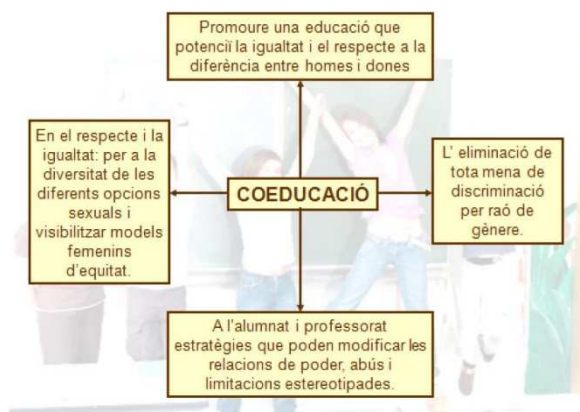 Promoure una educació que
potenciï la igualtat i el respecte a la
diferència entre homes i dones
En el respecte i la
igualtat: per a la
diversitat de les
diferents opcions
sexuals i
visibilitzar models
femenins
d'equitat.
COEDUCACIÓ
L' eliminació de
tota mena de
discriminació
per raó de
gènere.
A l'alumnat i professorat
estratègies que poden modificar les
relacions de poder, abús i
limitacions estereotipades.